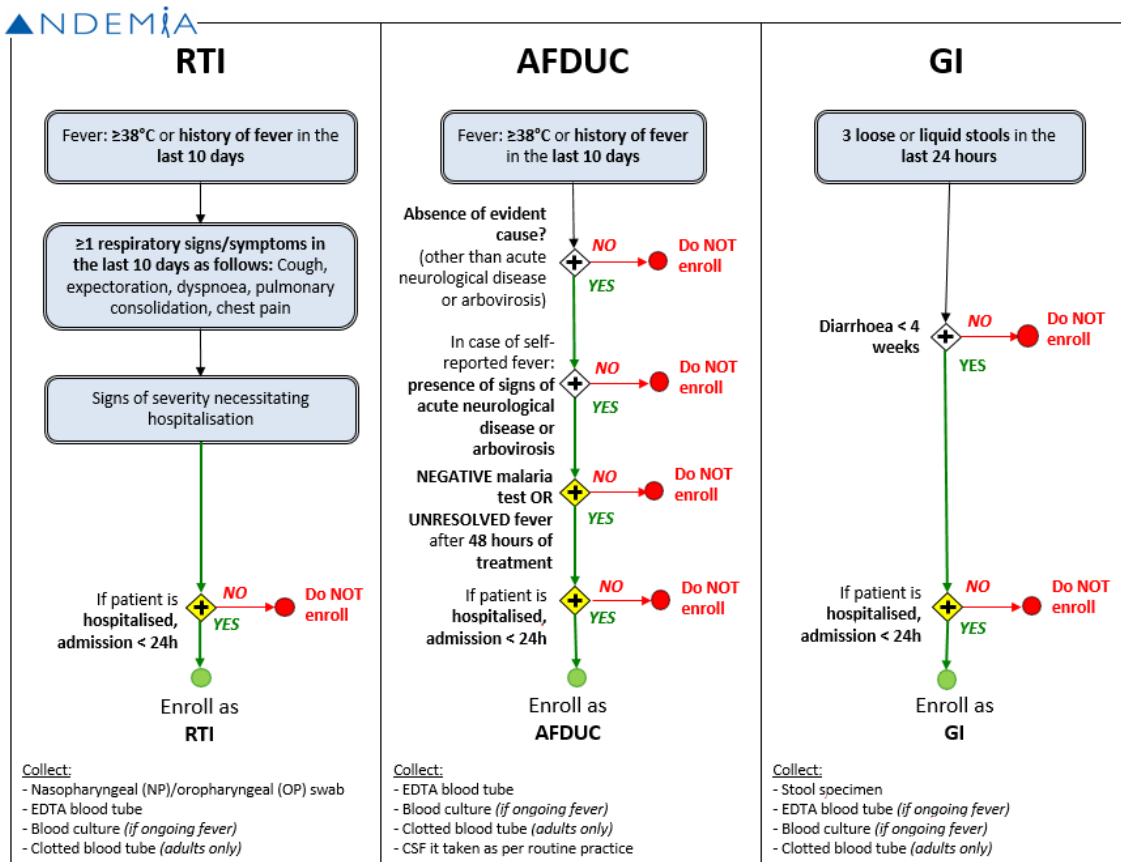 ANDEMIA
RTI
Fever: ≥38°C or history of fever in the
last 10 days
≥1 respiratory signs/symptoms in
the last 10 days as follows: Cough,
expectoration, dyspnoea, pulmonary
consolidation, chest pain
Signs of severity necessitating
hospitalisation
If patient is
hospitalised,
admission < 24h
NO
YES
Do NOT
enroll
Enroll as
RTI
Collect:
- Nasopharyngeal (NP)/oropharyngeal (OP) swab
- EDTA blood tube
- Blood culture (if ongoing fever)
- Clotted blood tube (adults only)
AFDUC
Fever: ≥38°C or history of fever
in the last 10 days
Absence of evident
cause?
(other than acute
neurological disease
or arbovirosis)
NO
YES
Do NOT
enroll
In case of self-
reported fever:
presence of signs of
acute neurological
disease or
arbovirosis
NO
YES
Do NOT
enroll
NEGATIVE malaria
test OR
UNRESOLVED fever
after 48 hours of
treatment
NO
YES
Do NOT
enroll
If patient is
hospitalised,
admission < 24h
NO
YES
Do NOT
enroll
Enroll as
AFDUC
Collect:
- EDTA blood tube
- Blood culture (if ongoing fever)
- Clotted blood tube (adults only)
- CSF it taken as per routine practice
GI
3 loose or liquid stools in the
last 24 hours
Diarrhoea < 4
weeks
NO
YES
Do NOT
enroll
If patient is
hospitalised,
admission < 24h
NO
YES
Do NOT
enroll
Enroll as
GI
Collect:
- Stool specimen
- EDTA blood tube (if ongoing fever)
- Blood culture (if ongoing fever)
- Clotted blood tube (adults only)